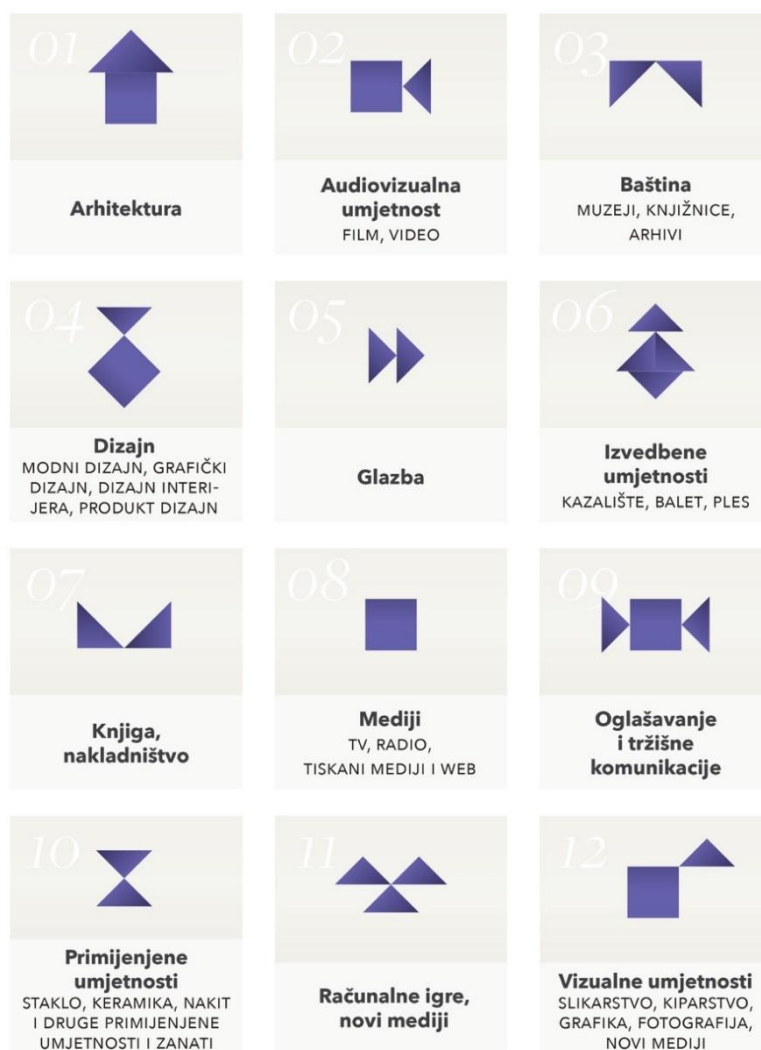 01
Arhitektura
02
Audiovizualna
umjetnost
FILM, VIDEO
03
Baština
MUZEJI, KNJIŽNICE,
ARHIVI
04
Dizajn
MODNI DIZAJN, GRAFIČKI
DIZAJN, DIZAJN INTERI-
JERA, PRODUKT DIZAJN
05
Glazba
06
Izvedbene
umjetnosti
KAZALIŠTE, BALET, PLES
07
Knjiga,
nakladništvo
08
Mediji
TV, RADIO,
TISKANI MEDIJI I WEB
09
Oglašavanje
i tržišne
komunikacije
10
Primijenjene
umjetnosti
STAKLO, KERAMIKA, NAKIT
I DRUGE PRIMIJENJENE
UMJETNOSTI I ZANATI
11
Računalne igre,
novi mediji
12
Vizualne umjetnosti
SLIKARSTVO, KIPARSTVO,
GRAFIKA, FOTOGRAFIJA,
NOVI MEDIJI